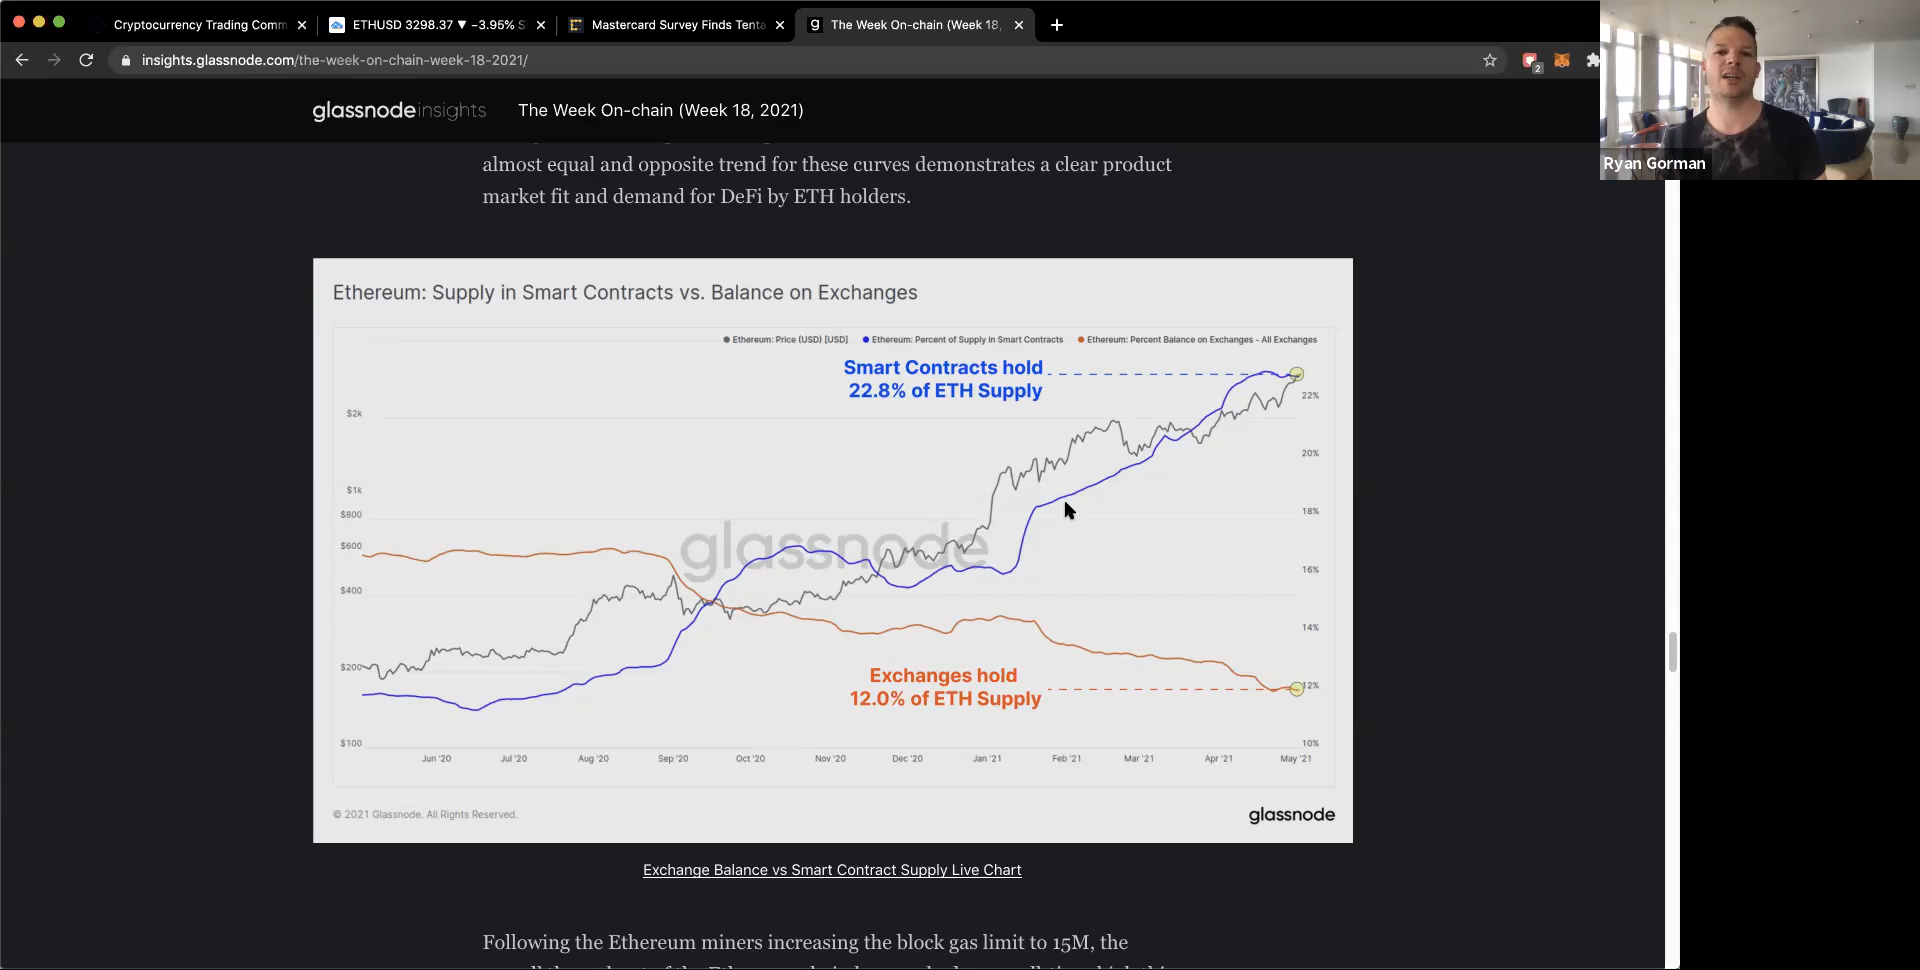 Cryptocurrency Trading Comm
ETHUSD 3298.37 ▼ −3.95% S
Mastercard Survey Finds Tenta
The Week On-chain (Week 18,
insights.glassnode.com/the-week-on-chain-week-18-2021/
2
Ryan Gorman
glassnode insights
The Week On-chain (Week 18, 2021)
almost equal and opposite trend for these curves demonstrates a clear product
market fit and demand for DeFi by ETH holders.
Ethereum: Supply in Smart Contracts vs. Balance on Exchanges
Ethereum: Price (USD) [USD]
Ethereum: Percent of Supply in Smart Contracts
Ethereum: Percent Balance on Exchanges - All Exchanges
Smart Contracts hold
22.8% of ETH Supply
$2k
$1k
$800
$600
$400
$200
$100
22%
20%
18%
16%
14%
12%
10%
glassnode
Exchanges hold
12.0% of ETH Supply
Jun '20
Jul '20
Aug '20
Sep '20
Oct '20
Nov '20
Dec '20
Jan '21
Feb '21
Mar '21
Apr '21
May '21
© 2021 Glassnode. All Rights Reserved.
glassnode
Exchange Balance vs Smart Contract Supply Live Chart
Following the Ethereum miners increasing the block gas limit to 15M, the